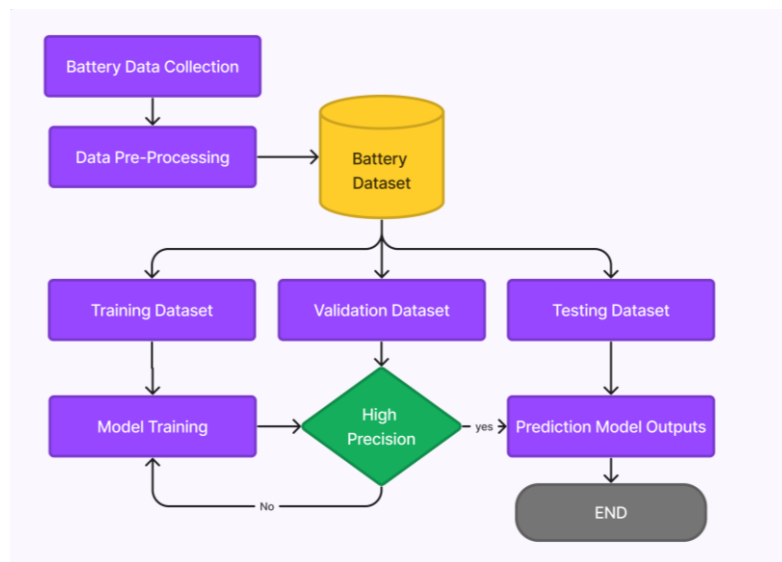 Battery Data Collection
Data Pre-Processing
Battery
Dataset
Training Dataset
Validation Dataset
Testing Dataset
Model Training
High
Precision
yes
Prediction Model Outputs
No
END